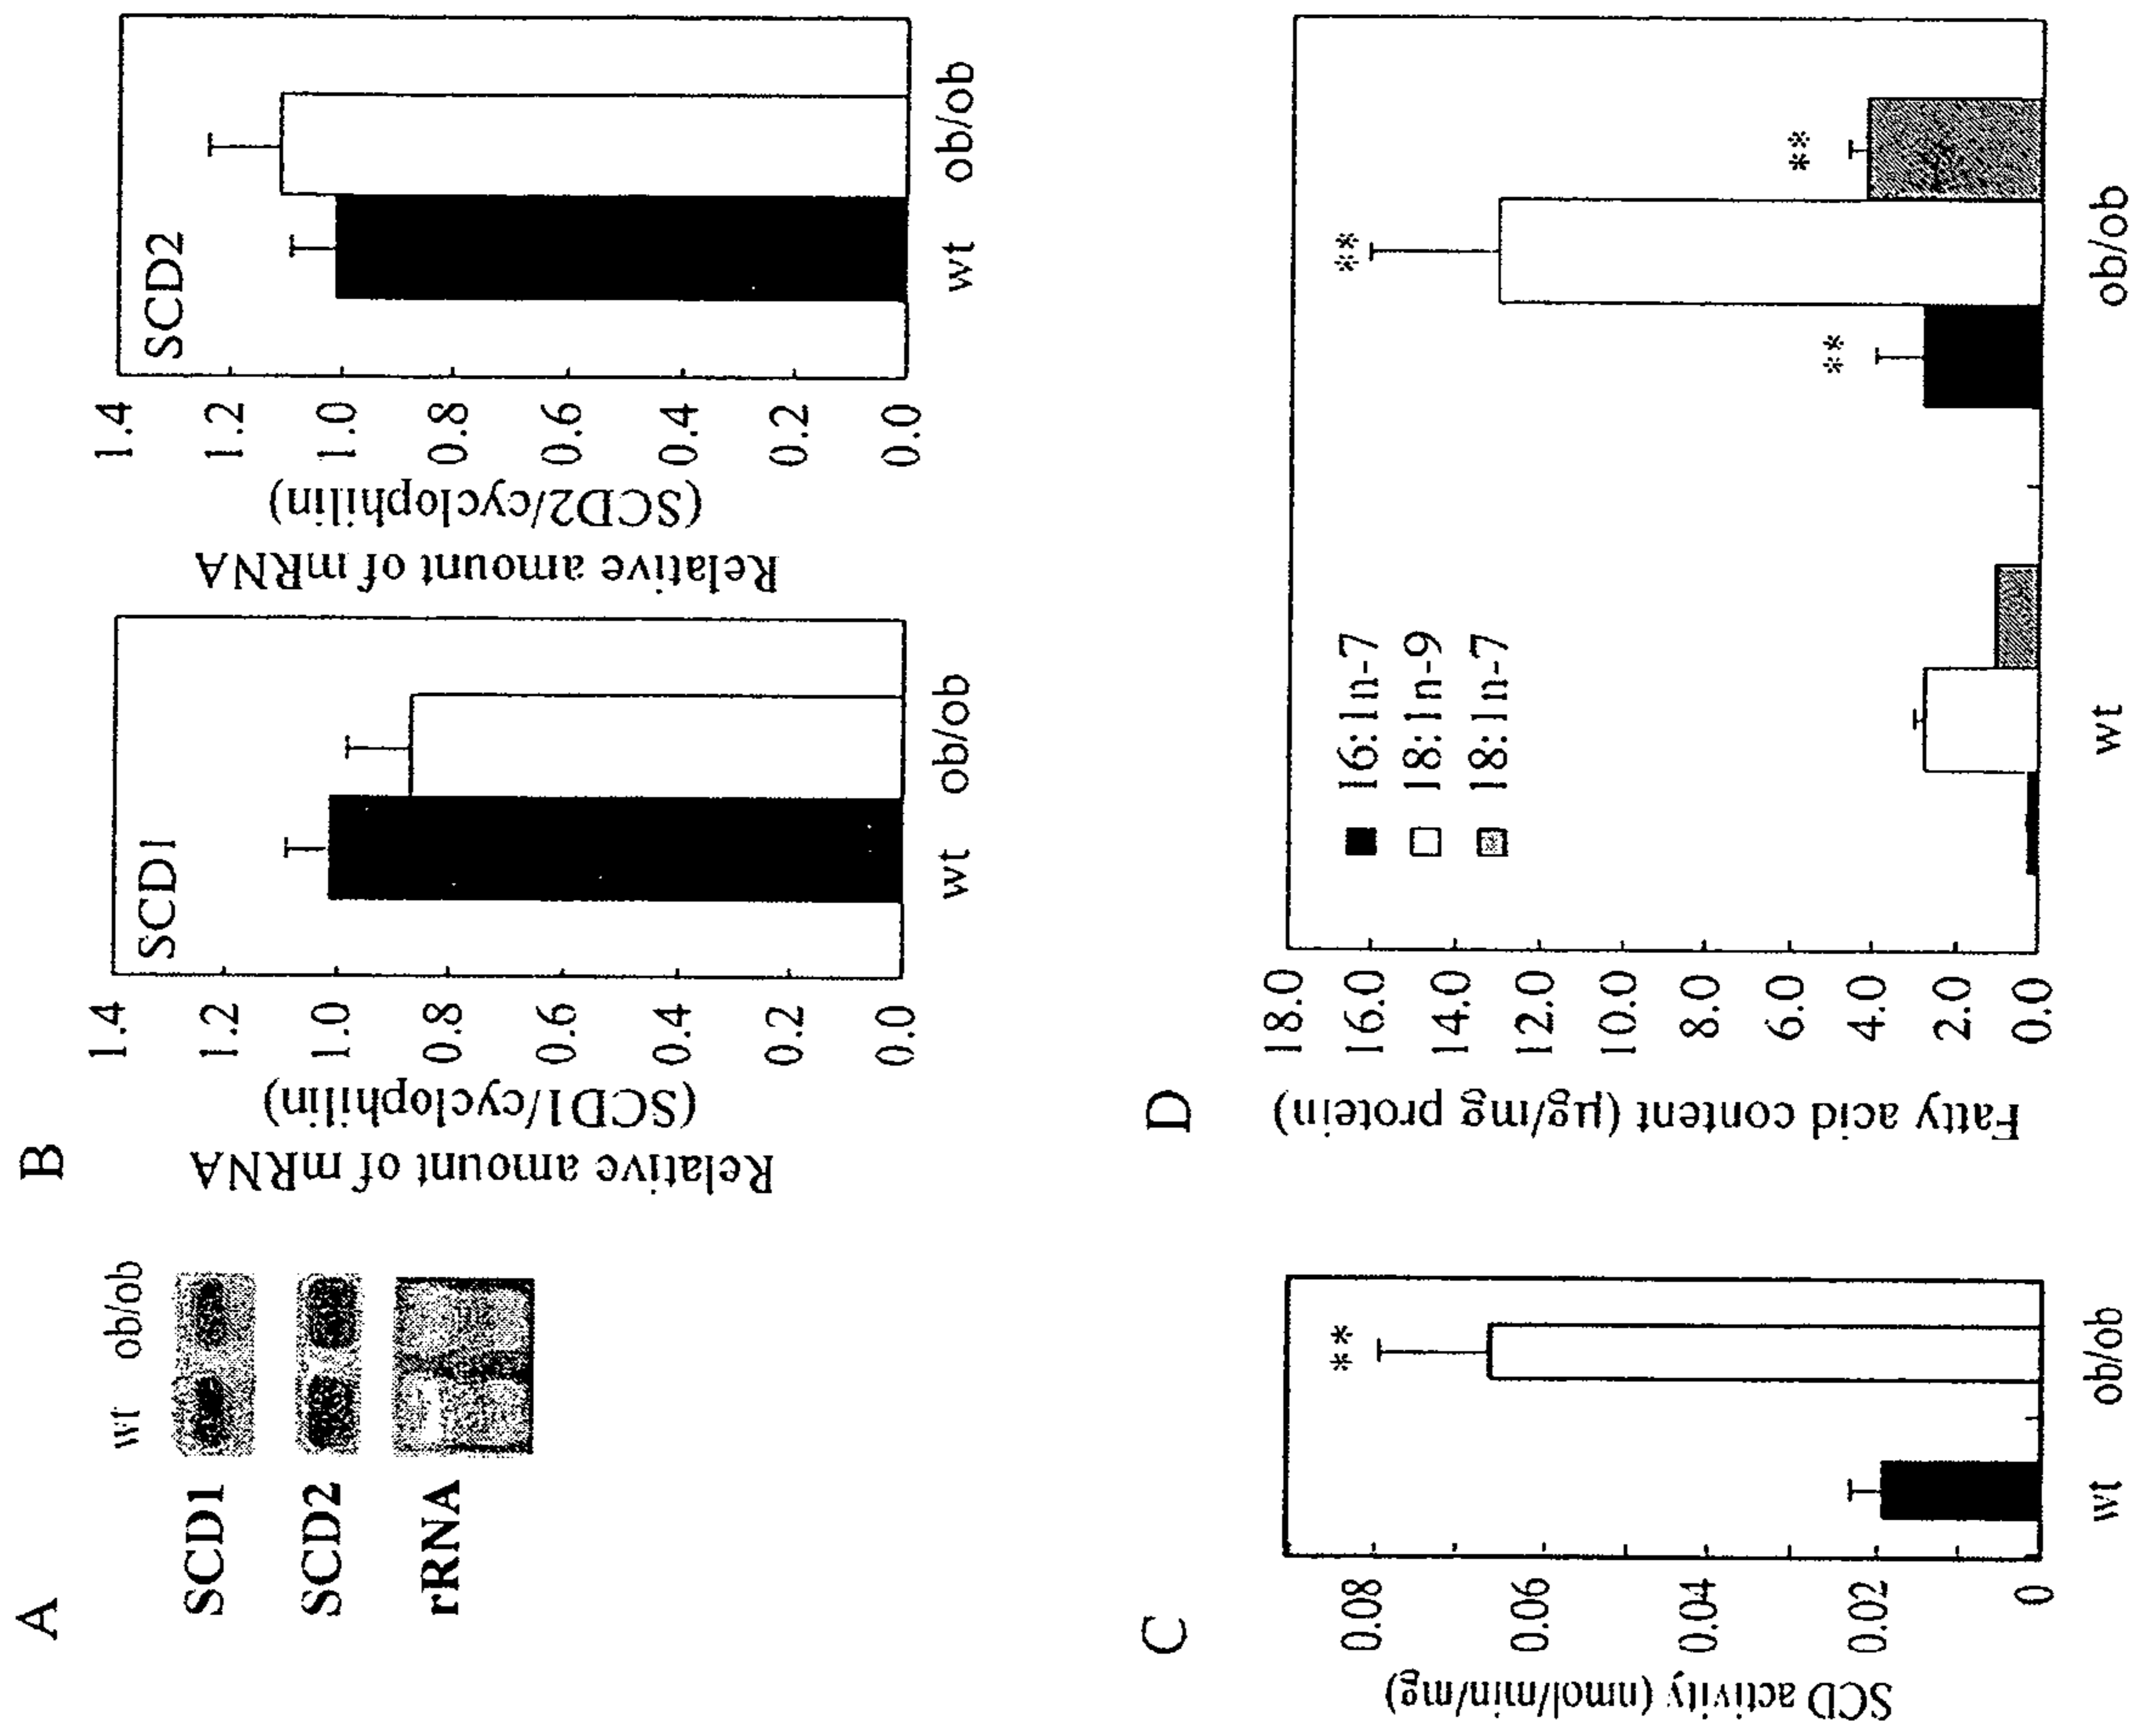 A
wt ob/ob
SCD1
SCD2
rRNA
B
Relative amount of mRNA
(SCD1/cyclophilin)
1.4
1.2
1.0
0.8
0.6
0.4
0.2
0.0
SCD1
wt ob/ob
Relative amount of mRNA
(SCD2/cyclophilin)
1.4
1.2
1.0
0.8
0.6
0.4
0.2
0.0
SCD2
wt ob/ob
C
SCD activity (nmol/min/mg)
0.08
0.06
0.04
0.02
0
**
wt ob/ob
D
Fatty acid content (µg/mg protein)
18.0
16.0
14.0
12.0
10.0
8.0
6.0
4.0
2.0
0.0
16:1n-7
18:1n-9
18:1n-7
**
**
**
wt ob/ob